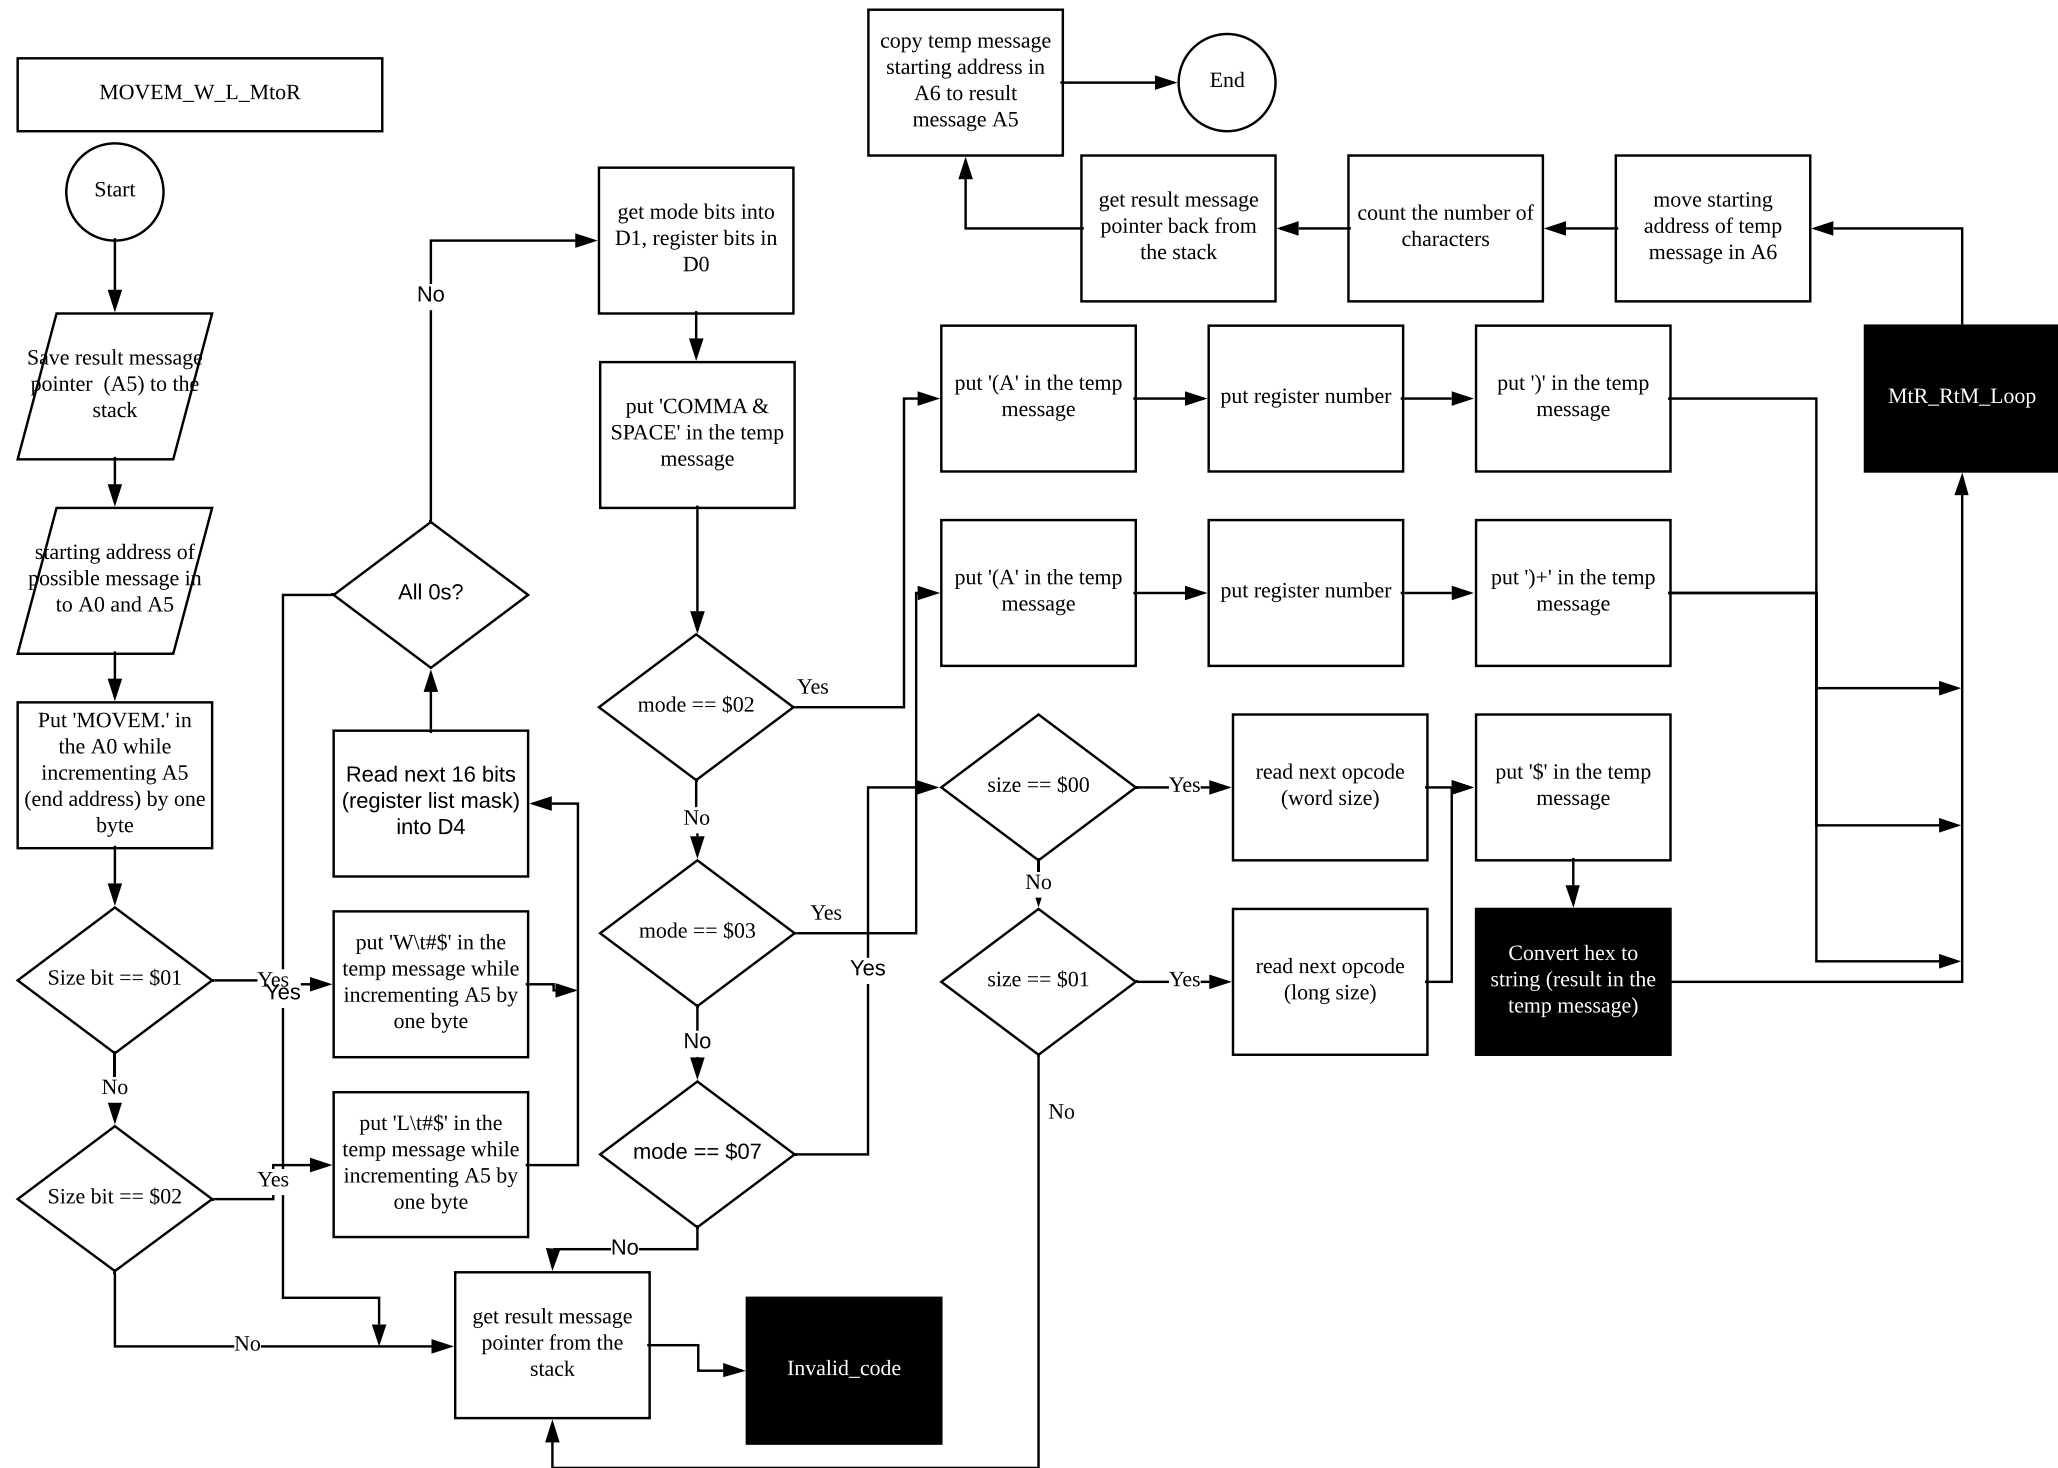 MOVEM_W_L_MtoR
Start
Save result message
pointer  (A5) to the
stack
starting address of
possible message in
to A0 and A5
Put 'MOVEM.' in
the A0 while
incrementing A5
(end address) by one
byte
Size bit == $01
Yes
No
Size bit == $02
Yes
No
put 'W\t#$' in the
temp message while
incrementing A5 by
one byte
put 'L\t#$' in the
temp message while
incrementing A5 by
one byte
Read next 16 bits
(register list mask)
into D4
All 0s?
Yes
No
get mode bits into
D1, register bits in
D0
put 'COMMA &
SPACE' in the temp
message
mode == $02
Yes
No
mode == $03
Yes
No
mode == $07
Yes
No
get result message
pointer from the
stack
Invalid_code
put '(A' in the temp
message
put register number
put ')' in the temp
message
put '(A' in the temp
message
put register number
put ')+' in the temp
message
size == $00
Yes
No
read next opcode
(word size)
put '$' in the temp
message
size == $01
Yes
No
read next opcode
(long size)
Convert hex to
string (result in the
temp message)
MtR_RtM_Loop
move starting
address of temp
message in A6
count the number of
characters
get result message
pointer back from
the stack
copy temp message
starting address in
A6 to result
message A5
End